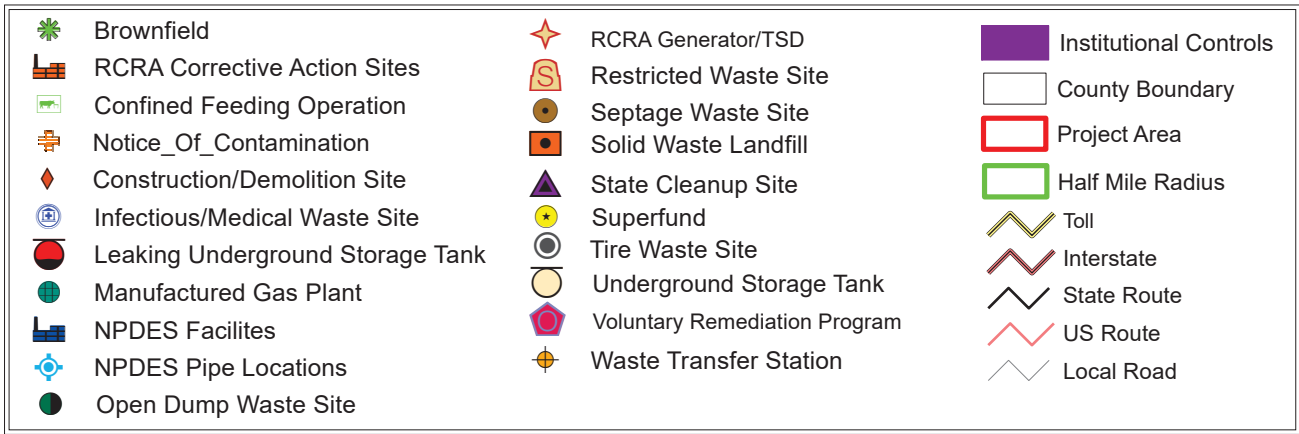 Brownfield
RCRA Corrective Action Sites
Confined Feeding Operation
Notice_Of_Contamination
Construction/Demolition Site
Infectious/Medical Waste Site
Leaking Underground Storage Tank
Manufactured Gas Plant
NPDES Facilites
NPDES Pipe Locations
Open Dump Waste Site
RCRA Generator/TSD
S
Restricted Waste Site
Septage Waste Site
Solid Waste Landfill
State Cleanup Site
Superfund
Tire Waste Site
Underground Storage Tank
Voluntary Remediation Program
Waste Transfer Station
Institutional Controls
County Boundary
Project Area
Half Mile Radius
Toll
Interstate
State Route
US Route
Local Road